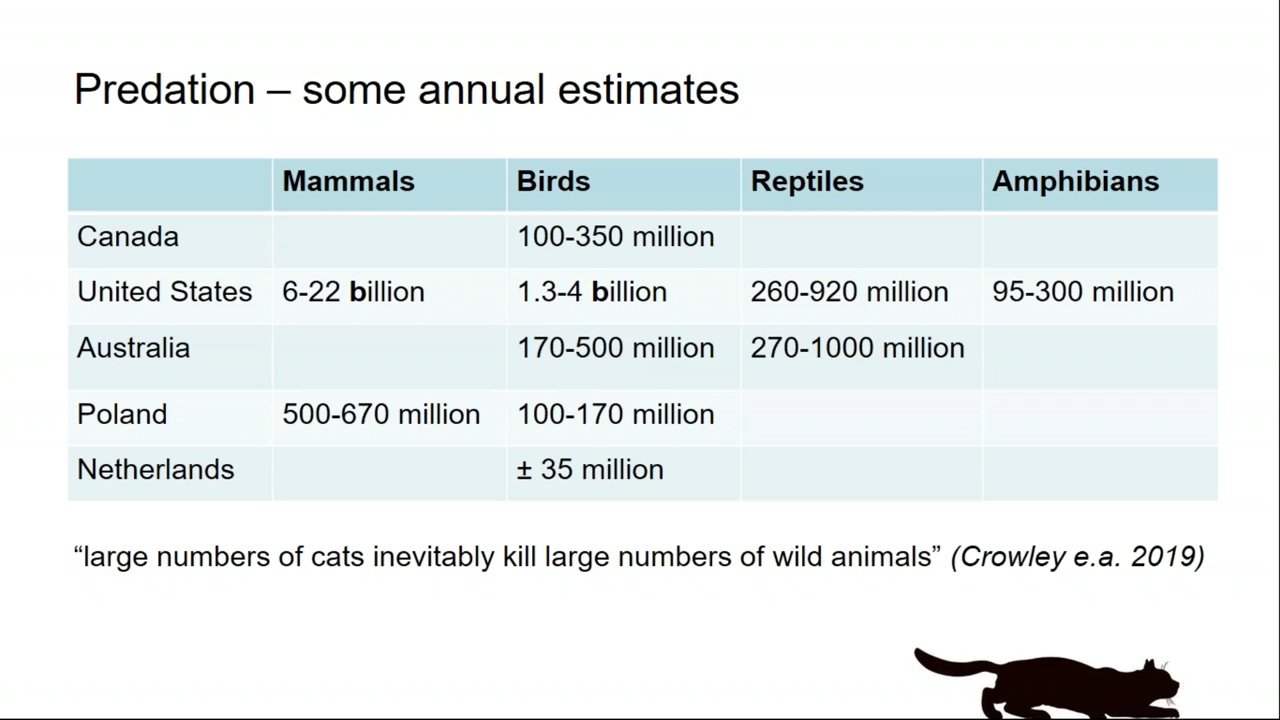 Predation – some annual estimates
Mammals Birds Reptiles Amphibians
Canada 100-350 million
United States 6-22 billion 1.3-4 billion 260-920 million 95-300 million
Australia 170-500 million 270-1000 million
Poland 500-670 million 100-170 million
Netherlands ± 35 million
“large numbers of cats inevitably kill large numbers of wild animals” (Crowley e.a. 2019)